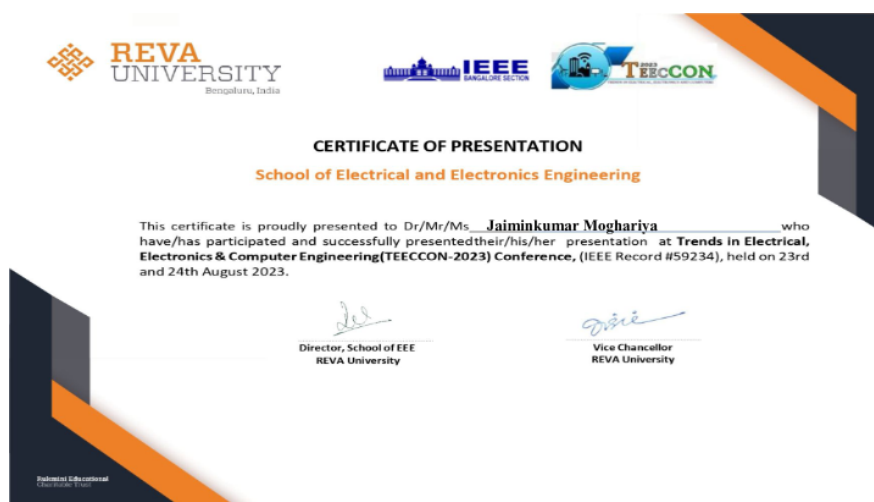 REVA
UNIVERSITY
Bengaluru, India
IEEE
BANGALORE SECTION
2023
TEECCON
CERTIFICATE OF PRESENTATION
School of Electrical and Electronics Engineering
This certificate is proudly presented to Dr/Mr/Ms Jaiminkumar Moghariya who
have/has participated and successfully presentedtheir/his/her presentation at Trends in Electrical,
Electronics & Computer Engineering(TEECCON-2023) Conference, (IEEE Record #59234), held on 23rd
and 24th August 2023.
Director, School of EEE
REVA University
Vice Chancellor
REVA University
Rukmini Educational
Charitable Trust